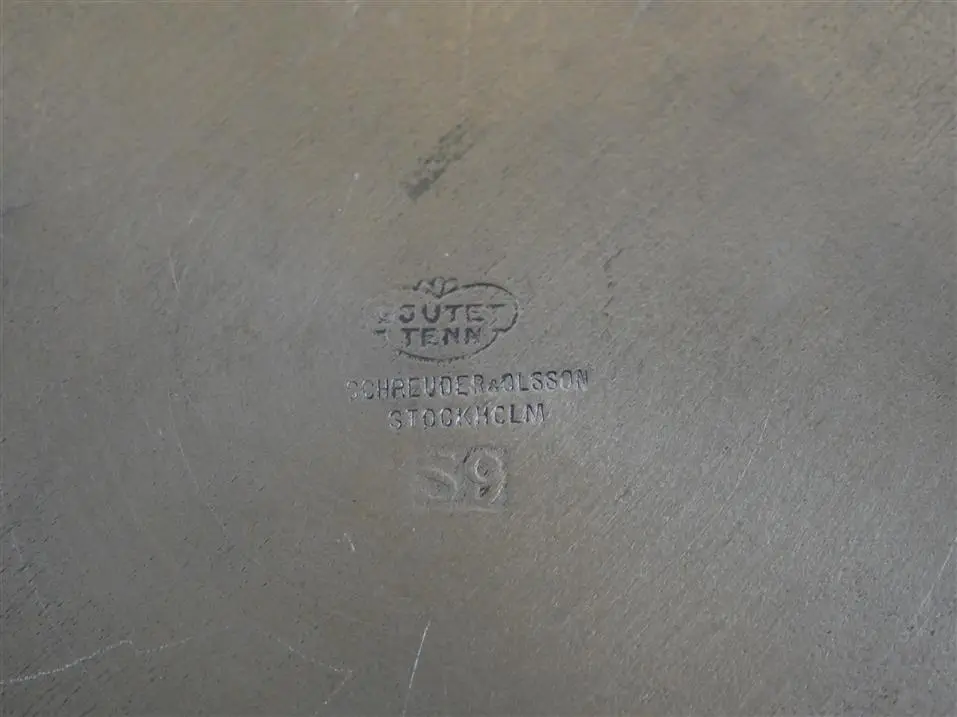 GJUTET
TENN
SCHREUDER & OLSSON
STOCKHOLM
S9